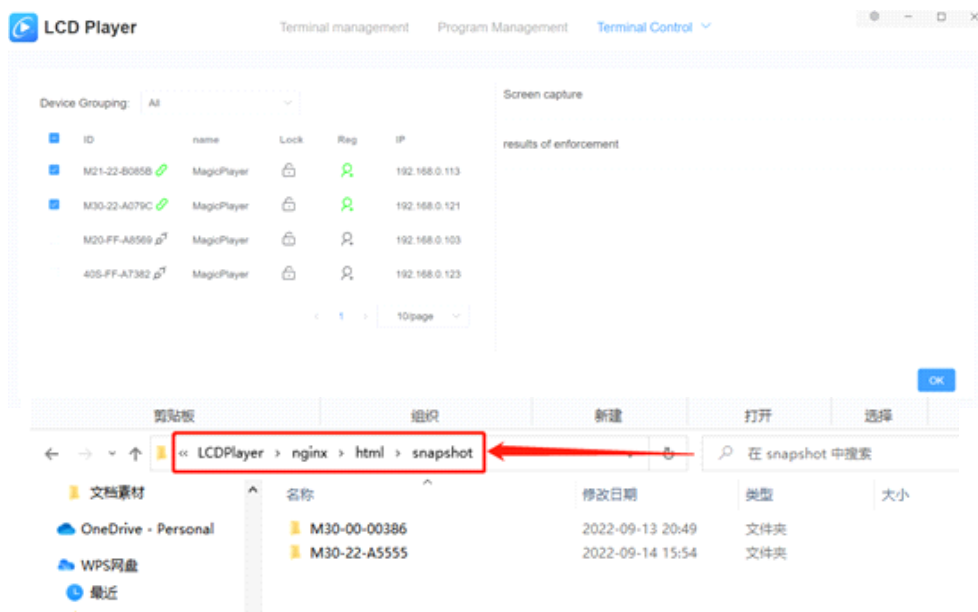 LCD Player Terminal management Program Management Terminal Control
Device Grouping: All
Screen capture
ID name Lock Reg IP
results of enforcement
M21-22-B085B MagicPlayer 192.168.0.113
M30-22-A079C MagicPlayer 192.168.0.121
M20-FF-A8569 MagicPlayer 192.168.0.103
40S-FF-A7382 MagicPlayer 192.168.0.123
1 10/page
OK
剪贴板 组织 新建 打开 选择
« LCDPlayer › nginx › html › snapshot 在 snapshot 中搜索
文档素材 名称 修改日期 类型 大小
OneDrive - Personal M30-00-00386 2022-09-13 20:49 文件夹
M30-22-A5555 2022-09-14 15:54 文件夹
WPS网盘
最近